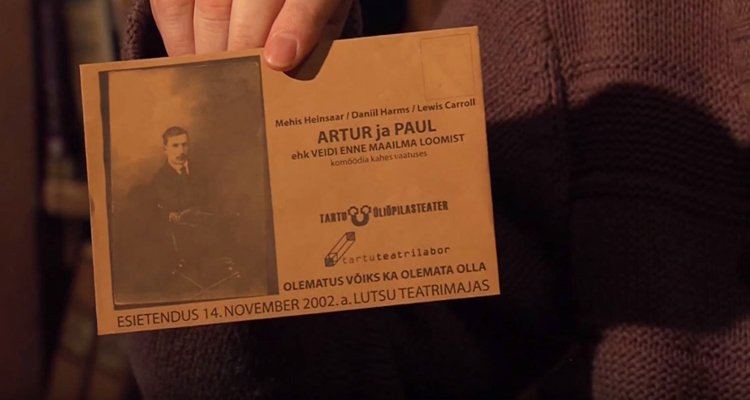 Mehis Heinsaar / Daniil Harms / Lewis Carroll
ARTUR ja PAUL
ehk VEIDI ENNE MAAILMA LOOMIST
komöödia kahes vaatuses
TARTU ÜLIÕPILASTEATER
tartuteatrilabor
OLEMATUS VÕIKS KA OLEMATA OLLA
ESIETENDUS 14. NOVEMBER 2002. a. LUTSU TEATRIMAJAS